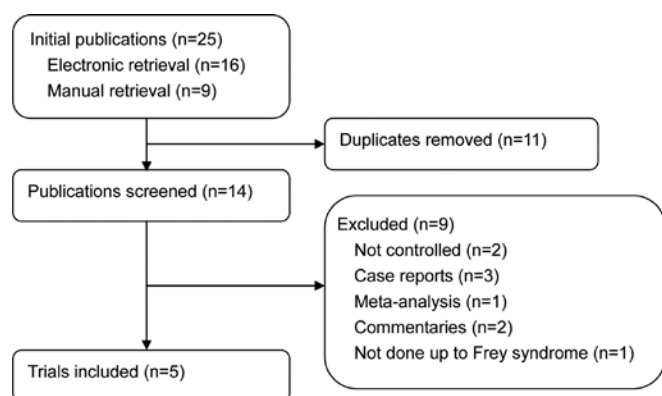 Initial publications (n=25)
Electronic retrieval (n=16)
Manual retrieval (n=9)
Duplicates removed (n=11)
Publications screened (n=14)
Excluded (n=9)
Not controlled (n=2)
Case reports (n=3)
Meta-analysis (n=1)
Commentaries (n=2)
Not done up to Frey syndrome (n=1)
Trials included (n=5)